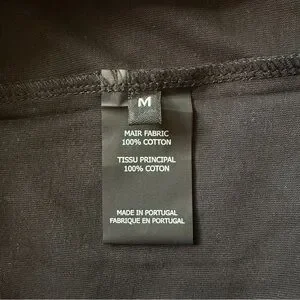 M
MAIR FABRIC
100% COTTON
TISSU PRINCIPAL
100% COTON
MADE IN PORTUGAL
FABRIQUE EN PORTUGAL